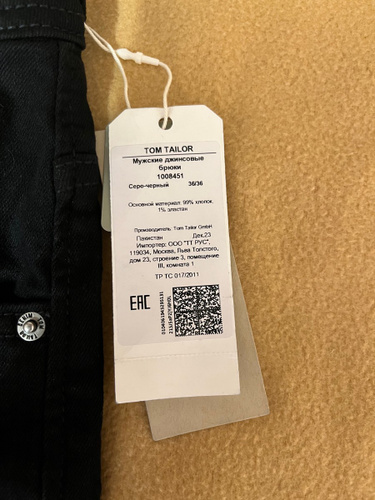 TOM TAILOR
Мужские джинсовые
брюки
1008451
Серо-черный 36/36
Основной материал: 99% хлопок,
1% эластан
Производитель: Tom Tailor GmbH
Пакистан Дек.23
Импортер: ООО "ТТ РУС",
119034, Москва, Льва Толстого,
дом 23, строение 3, помещение
III, комната 1
ТР ТС 017/2011
EAC